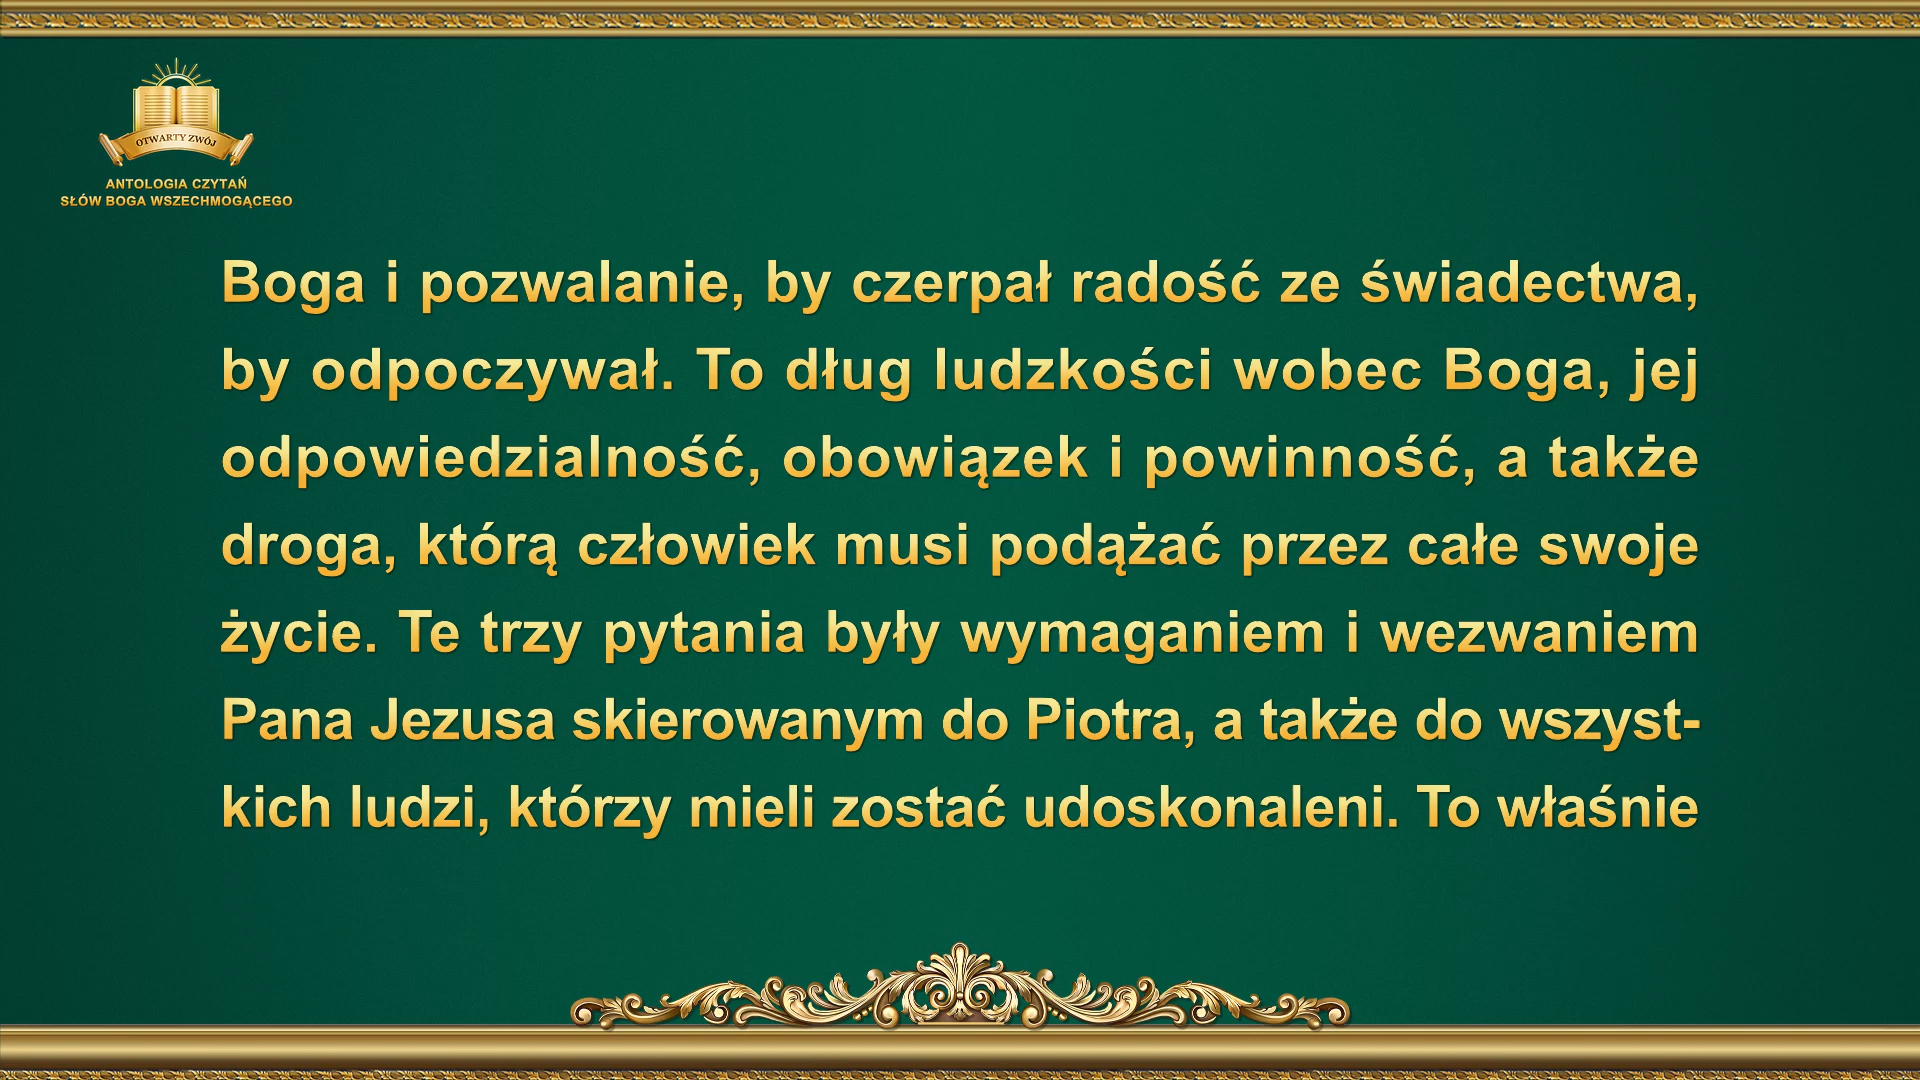 OTWARTY ZWÓJ
ANTOLOGIA CZYTAŃ
SŁÓW BOGA WSZECHMOGĄCEGO
Boga i pozwalanie, by czerpał radość ze świadectwa,
by odpoczywał. To dług ludzkości wobec Boga, jej
odpowiedzialność, obowiązek i powinność, a także
droga, którą człowiek musi podążać przez całe swoje
życie. Te trzy pytania były wymaganiem i wezwaniem
Pana Jezusa skierowanym do Piotra, a także do wszyst-
kich ludzi, którzy mieli zostać udoskonaleni. To właśnie